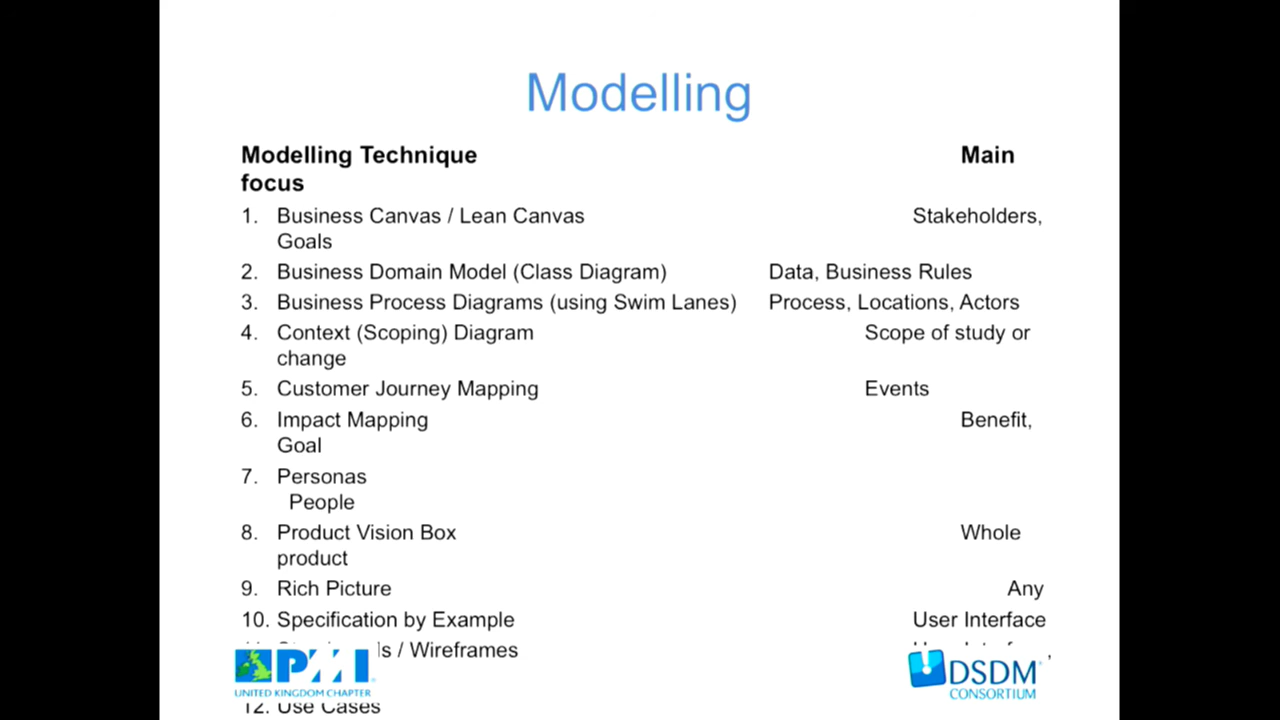 Modelling
Modelling Technique Main
focus
1. Business Canvas / Lean Canvas Stakeholders,
Goals
2. Business Domain Model (Class Diagram) Data, Business Rules
3. Business Process Diagrams (using Swim Lanes) Process, Locations, Actors
4. Context (Scoping) Diagram Scope of study or
change
5. Customer Journey Mapping Events
6. Impact Mapping Benefit,
Goal
7. Personas
People
8. Product Vision Box Whole
product
9. Rich Picture Any
10. Specification by Example User Interface
/ Wireframes
PMI
UNITED KINGDOM CHAPTER
DSDM
CONSORTIUM
12. Use Cases